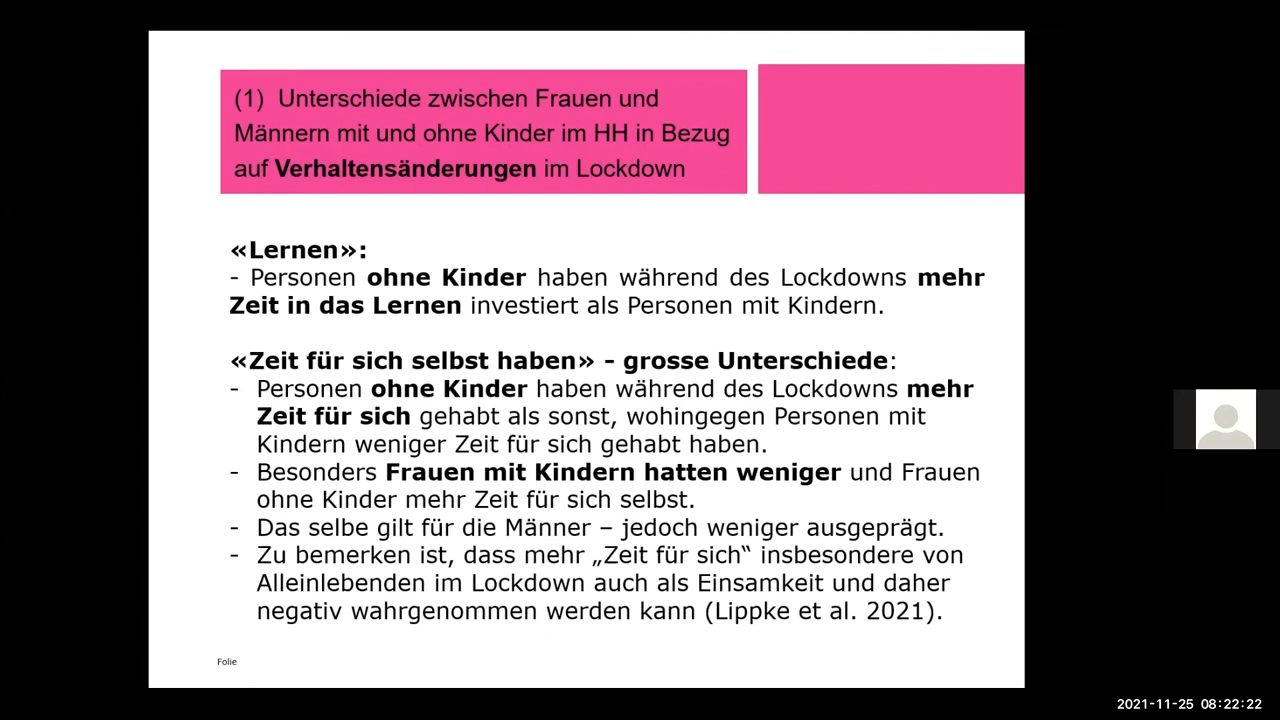 (1) Unterschiede zwischen Frauen und
Männern mit und ohne Kinder im HH in Bezug
auf Verhaltensänderungen im Lockdown
«Lernen»:
- Personen ohne Kinder haben während des Lockdowns mehr
Zeit in das Lernen investiert als Personen mit Kindern.
«Zeit für sich selbst haben» - grosse Unterschiede:
- Personen ohne Kinder haben während des Lockdowns mehr
Zeit für sich gehabt als sonst, wohingegen Personen mit
Kindern weniger Zeit für sich gehabt haben.
- Besonders Frauen mit Kindern hatten weniger und Frauen
ohne Kinder mehr Zeit für sich selbst.
- Das selbe gilt für die Männer – jedoch weniger ausgeprägt.
- Zu bemerken ist, dass mehr „Zeit für sich‟ insbesondere von
Alleinlebenden im Lockdown auch als Einsamkeit und daher
negativ wahrgenommen werden kann (Lippke et al. 2021).
Folie
2021-11-25 08:22:22